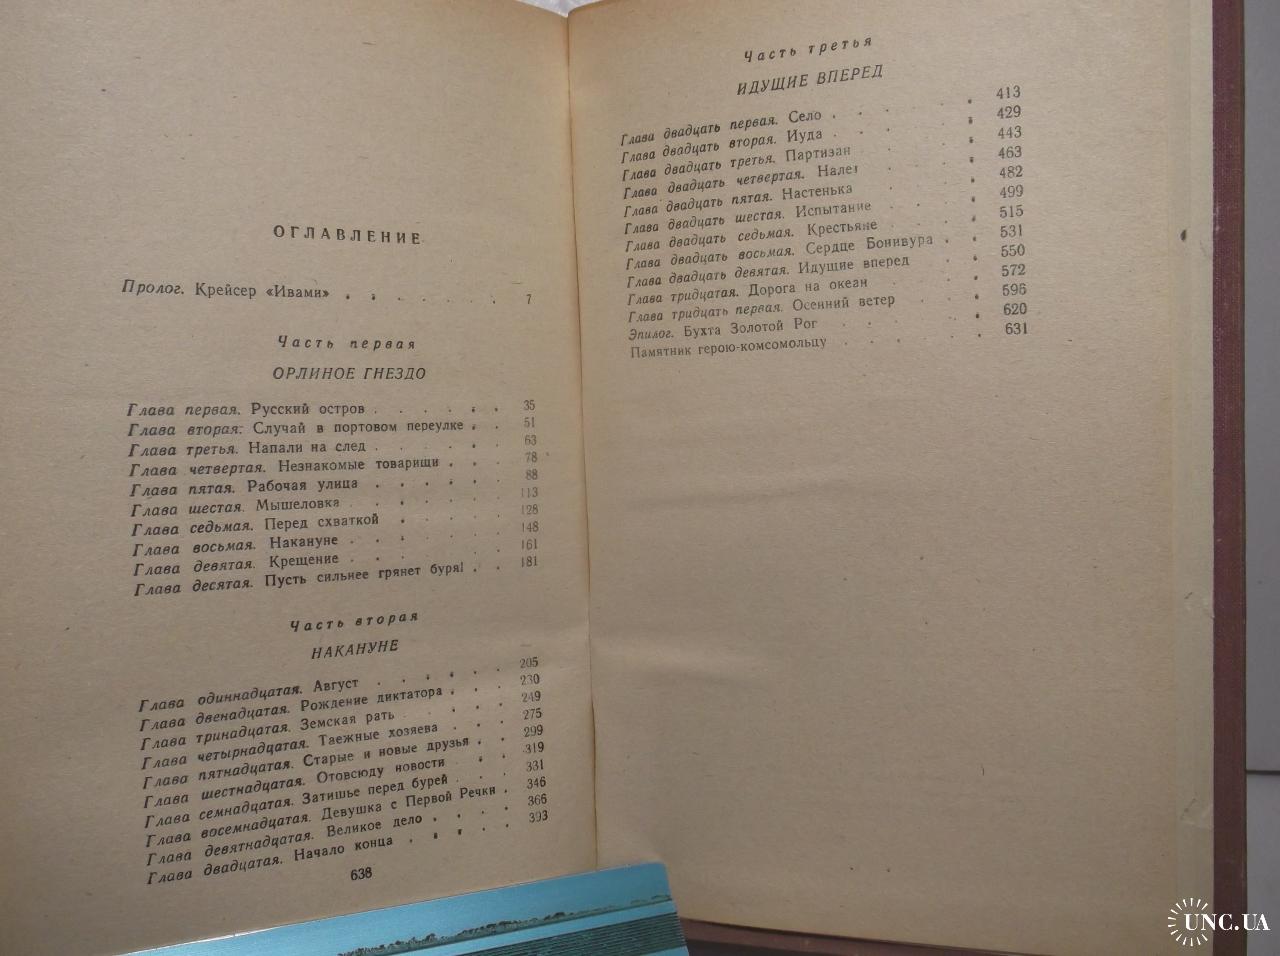 ОГЛАВЛЕНИЕ
Пролог. Крейсер «Ивами» . . . . . . . 7
Часть первая
ОРЛИНОЕ ГНЕЗДО
Глава первая. Русский остров . . . . . . 35
Глава вторая. Случай в портовом переулке . . 51
Глава третья. Напали на след . . . . . . 63
Глава четвертая. Незнакомые товарищи . . . 78
Глава пятая. Рабочая улица . . . . . . 88
Глава шестая. Мышеловка . . . . . . . 113
Глава седьмая. Перед схваткой . . . . . 128
Глава восьмая. Накануне . . . . . . . 148
Глава девятая. Крещение . . . . . . . 161
Глава десятая. Пусть сильнее грянет буря! . . 181
Часть вторая
НАКАНУНЕ
Глава одиннадцатая. Август . . . . . . 205
Глава двенадцатая. Рождение диктатора . . . 230
Глава тринадцатая. Земская рать . . . . 249
Глава четырнадцатая. Таежные хозяева . . . 275
Глава пятнадцатая. Старые и новые друзья . . 299
Глава шестнадцатая. Отовсюду новости . . . 319
Глава семнадцатая. Затишье перед бурей . . . 331
Глава восемнадцатая. Девушка с Первой Речки . 346
Глава девятнадцатая. Великое дело . . . . 366
Глава двадцатая. Начало конца . . . . . 393
638
Часть третья
ИДУЩИЕ ВПЕРЕД
Глава двадцать первая. Село . . . . . . 413
Глава двадцать вторая. Иуда . . . . . . 429
Глава двадцать третья. Партизан . . . . 443
Глава двадцать четвертая. Налет . . . . 463
Глава двадцать пятая. Настенька . . . . 482
Глава двадцать шестая. Испытание . . . . 499
Глава двадцать седьмая. Крестьяне . . . . 515
Глава двадцать восьмая. Сердце Бонивура . . 531
Глава двадцать девятая. Идущие вперед . . . 550
Глава тридцатая. Дорога на океан . . . . 572
Глава тридцать первая. Осенний ветер . . . 596
Эпилог. Бухта Золотой Рог . . . . . . 620
Памятник герою-комсомольцу . . . . . . 631
UNC.UA